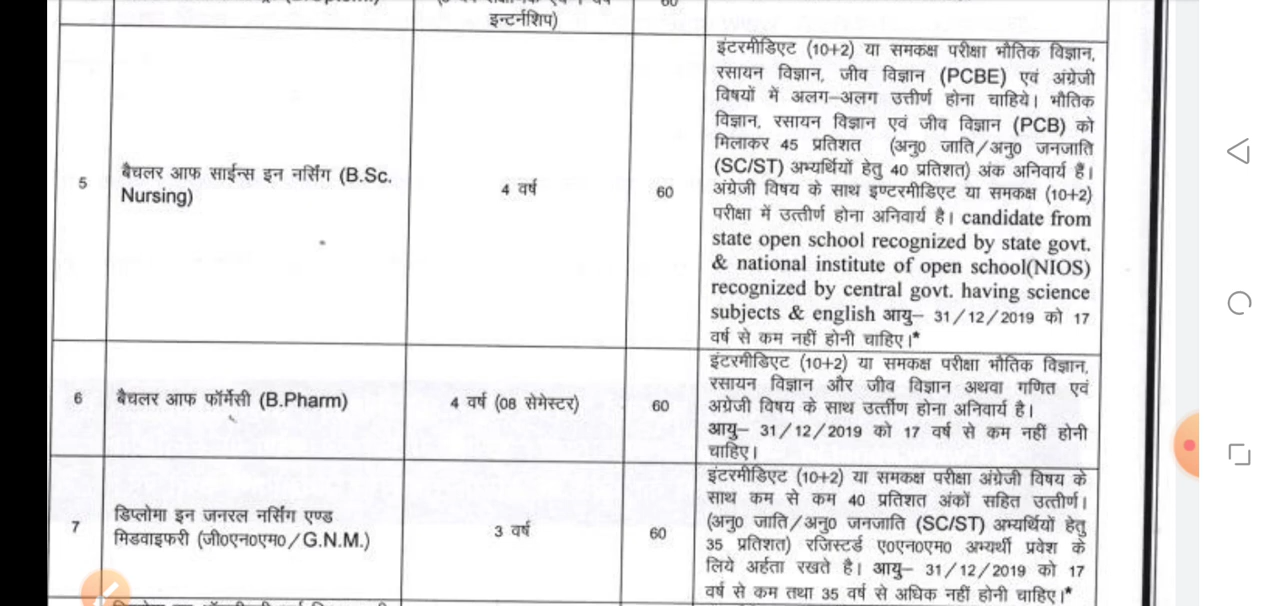 60
इन्टर्नशिप)
5
बैचलर आफ साईन्स इन नर्सिंग (B.Sc.
Nursing)
4 वर्ष
60
इंटरमीडिएट (10+2) या समकक्ष परीक्षा भौतिक विज्ञान,
रसायन विज्ञान, जीव विज्ञान (PCBE) एवं अंग्रेजी
विषयों में अलग–अलग उत्तीर्ण होना चाहिये। भौतिक
विज्ञान, रसायन विज्ञान एवं जीव विज्ञान (PCB) को
मिलाकर 45 प्रतिशत (अनु0 जाति/अनु0 जनजाति
(SC/ST) अभ्यर्थियों हेतु 40 प्रतिशत) अंक अनिवार्य हैं।
अंग्रेजी विषय के साथ इण्टरमीडिएट या समकक्ष (10+2)
परीक्षा में उत्तीर्ण होना अनिवार्य है। candidate from
state open school recognized by state govt.
& national institute of open school(NIOS)
recognized by central govt. having science
subjects & english आयु– 31/12/2019 को 17
वर्ष से कम नहीं होनी चाहिए।*
6
बैचलर आफ फॉर्मेसी (B.Pharm)
4 वर्ष (08 सेमेस्टर)
60
इंटरमीडिएट (10+2) या समकक्ष परीक्षा भौतिक विज्ञान,
रसायन विज्ञान और जीव विज्ञान अथवा गणित एवं
अग्रेजी विषय के साथ उर्त्तीण होना अनिवार्य है।
आयु– 31/12/2019 को 17 वर्ष से कम नहीं होनी
चाहिए।
7
डिप्लोमा इन जनरल नर्सिंग एण्ड
मिडवाइफरी (जी0एन0एम0/G.N.M.)
3 वर्ष
60
इंटरमीडिएट (10+2) या समकक्ष परीक्षा अंग्रेजी विषय के
साथ कम से कम 40 प्रतिशत अंकों सहित उत्तीर्ण।
(अनु0 जाति/अनु0 जनजाति (SC/ST) अभ्यर्थियों हेतु
35 प्रतिशत) रजिस्टर्ड ए0एन0एम0 अभ्यर्थी प्रवेश के
लिये अर्हता रखते है। आयु– 31/12/2019 को 17
वर्ष से कम तथा 35 वर्ष से अधिक नहीं होनी चाहिए।*